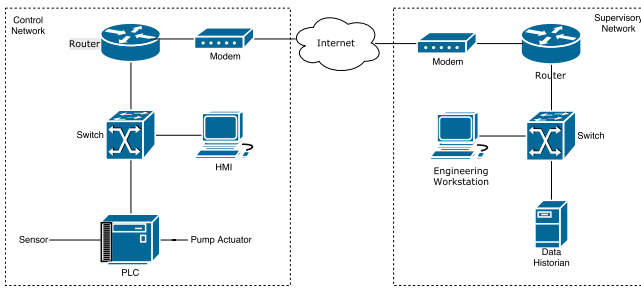 Control
Network
Router
Modem
Internet
Modem
Supervisory
Network
Router
Switch
HMI
Engineering
Workstation
Switch
Sensor
Pump Actuator
PLC
Data
Historian